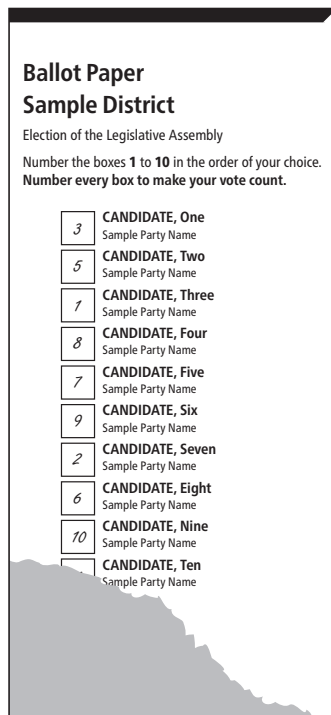 Ballot Paper
Sample District
Election of the Legislative Assembly
Number the boxes 1 to 10 in the order of your choice.
Number every box to make your vote count.
3 CANDIDATE, One
Sample Party Name
5 CANDIDATE, Two
Sample Party Name
1 CANDIDATE, Three
Sample Party Name
8 CANDIDATE, Four
Sample Party Name
7 CANDIDATE, Five
Sample Party Name
9 CANDIDATE, Six
Sample Party Name
2 CANDIDATE, Seven
Sample Party Name
6 CANDIDATE, Eight
Sample Party Name
10 CANDIDATE, Nine
Sample Party Name
CANDIDATE, Ten
Sample Party Name